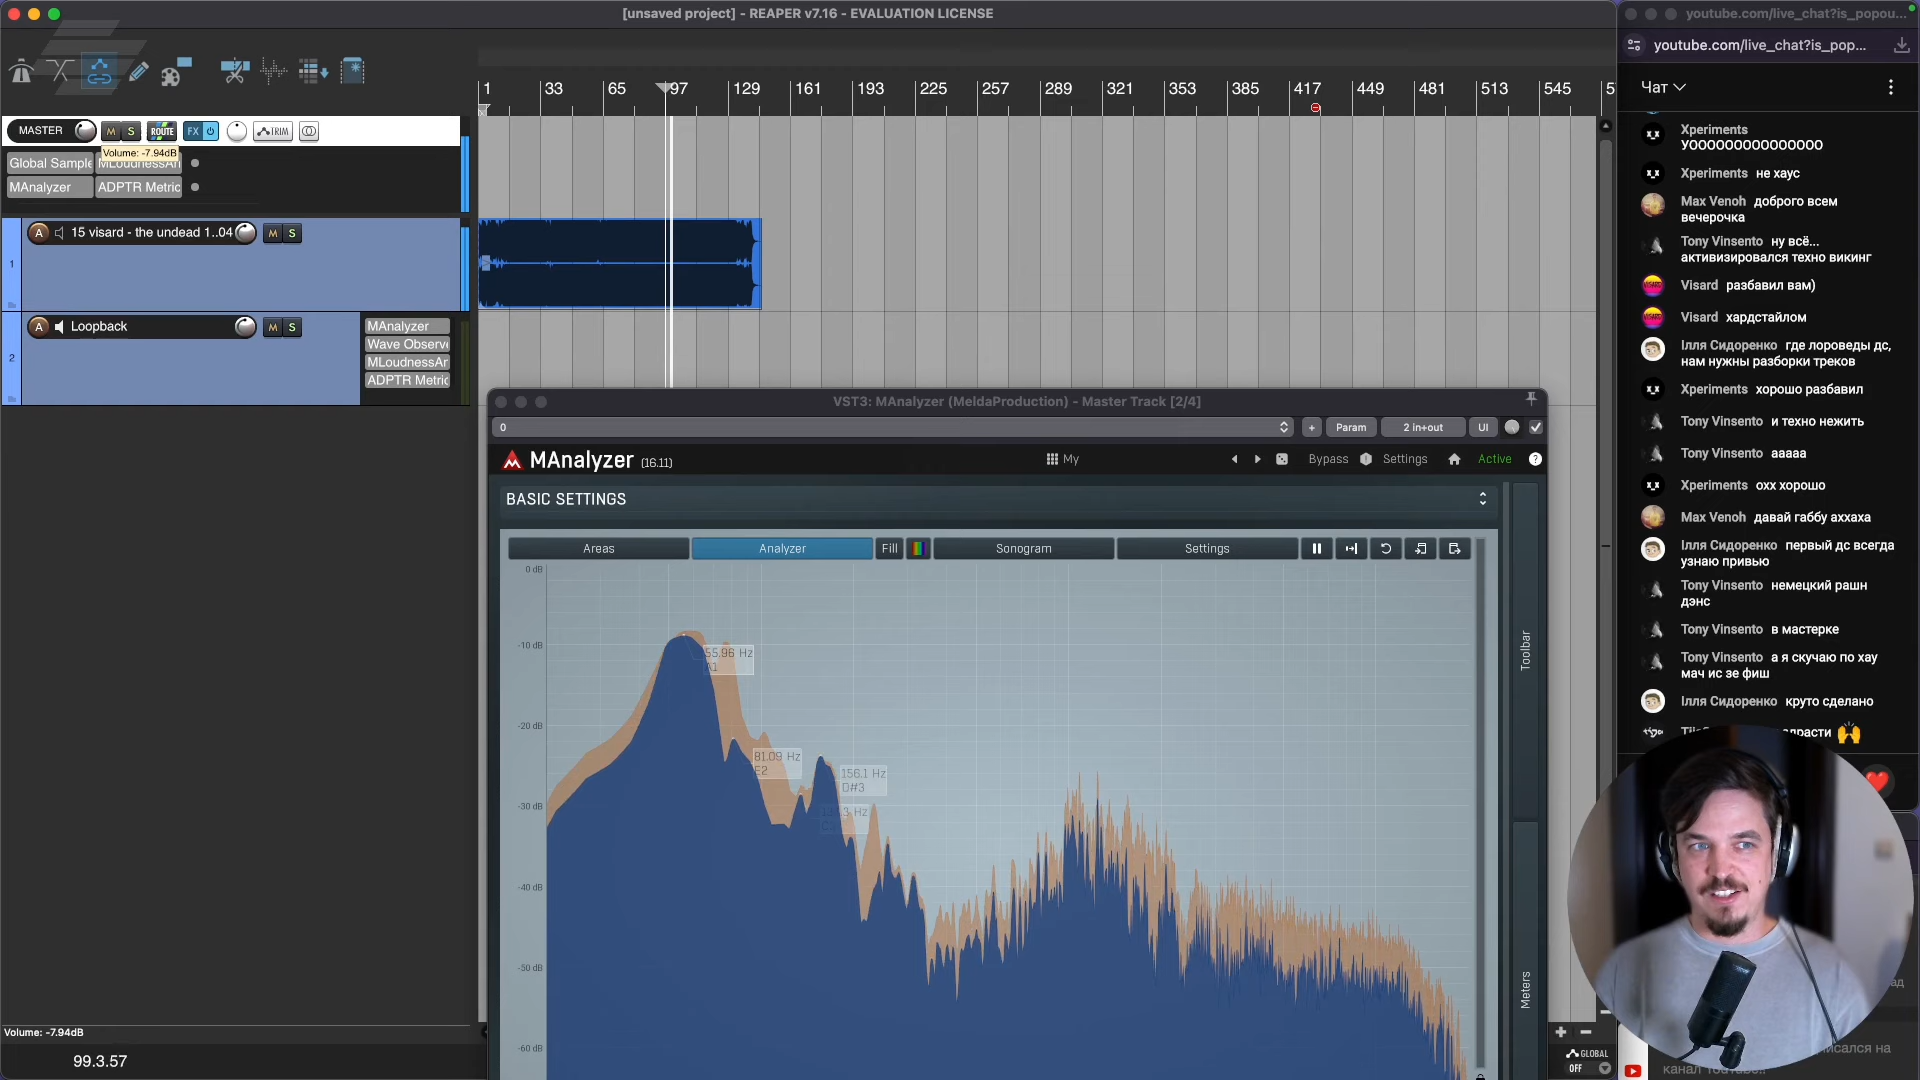 [unsaved project] - REAPER v7.16 - EVALUATION LICENSE
youtube.com/live_chat?is_popou...
youtube.com/live_chat?is_pop...
Чат
1 33 65 97 129 161 193 225 257 289 321 353 385 417 449 481 513 545
MASTER M S ROUTE FX TRIM
Volume: -7.94dB
Global Sample
MAnalyzer ADPTR Metric
1
A 15 visard - the undead 1..04 M S
2
A Loopback M S
MAnalyzer
Wave Observe
MLoudnessAn
ADPTR Metric
VST3: MAnalyzer (MeldaProduction) - Master Track [2/4]
0 + Param 2 in+out UI
MAnalyzer (16.11) My Bypass Settings Active ?
BASIC SETTINGS
Areas Analyzer Fill Sonogram Settings
0 dB
-10 dB
-20 dB
-30 dB
-40 dB
-50 dB
-60 dB
55.96 Hz
A1
81.09 Hz
E2
156.1 Hz
D#3
Toolbar
Meters
Xperiments
УООООООООООООООО
Xperiments не хаус
Max Venoh доброго всем
вечерочка
Tony Vinsento ну всё...
активизировался техно викинг
Visard разбавил вам)
Visard хардстайлом
Ілля Сидоренко где лороведы дс,
нам нужны разборки треков
Xperiments хорошо разбавил
Tony Vinsento и техно нежить
Tony Vinsento ааааа
Xperiments охх хорошо
Max Venoh давай габбу аххаха
Ілля Сидоренко первый дс всегда
узнаю привью
Tony Vinsento немецкий рашн
дэнс
Tony Vinsento в мастерке
Tony Vinsento а я скучаю по хау
мач ис зе фиш
Ілля Сидоренко круто сделано
Volume: -7.94dB
99.3.57
GLOBAL
OFF